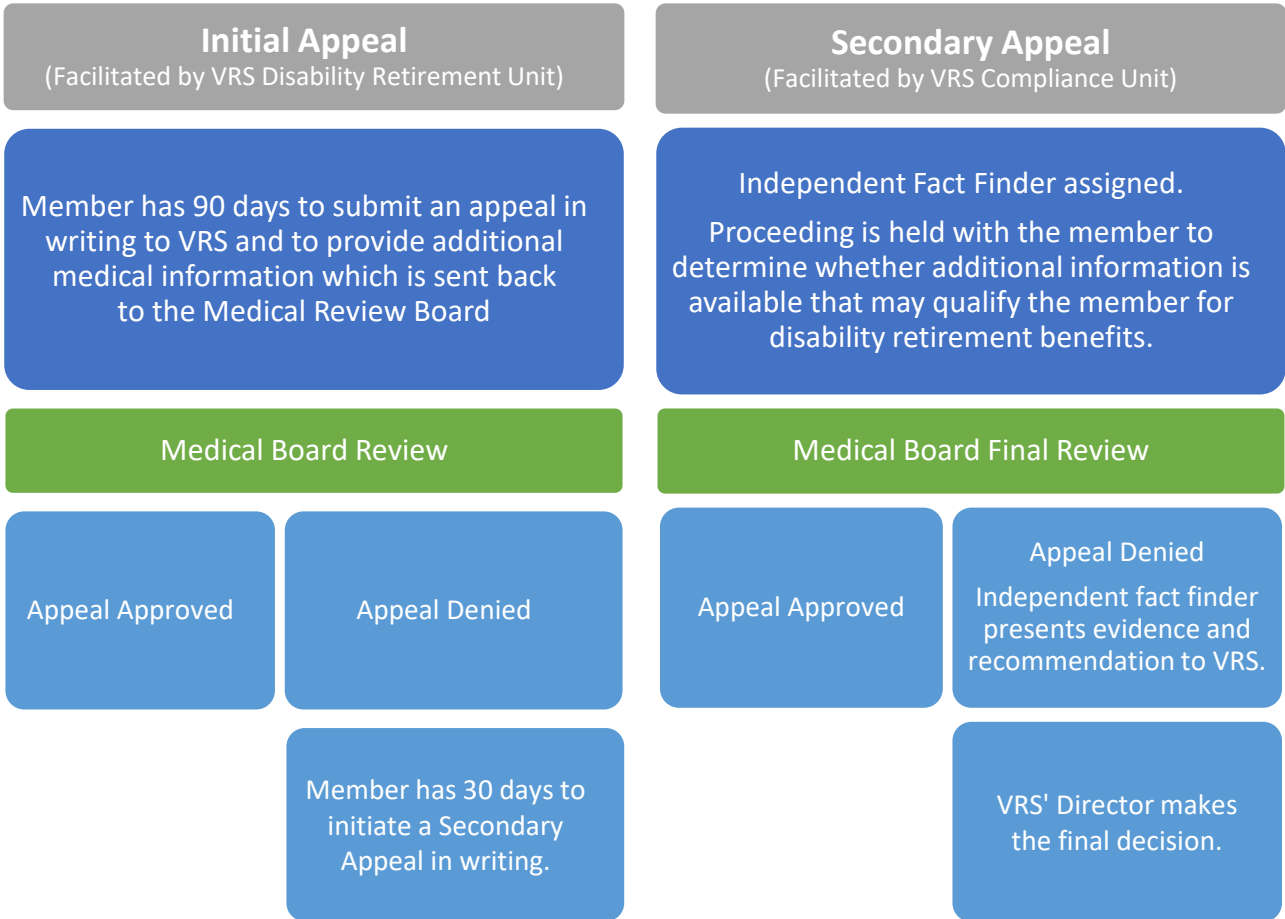 Initial Appeal
(Facilitated by VRS Disability Retirement Unit)
Member has 90 days to submit an appeal in
writing to VRS and to provide additional
medical information which is sent back
to the Medical Review Board
Medical Board Review
Appeal Approved
Appeal Denied
Member has 30 days to
initiate a Secondary
Appeal in writing.
Secondary Appeal
(Facilitated by VRS Compliance Unit)
Independent Fact Finder assigned.
Proceeding is held with the member to
determine whether additional information is
available that may qualify the member for
disability retirement benefits.
Medical Board Final Review
Appeal Approved
Appeal Denied
Independent fact finder
presents evidence and
recommendation to VRS.
VRS' Director makes
the final decision.